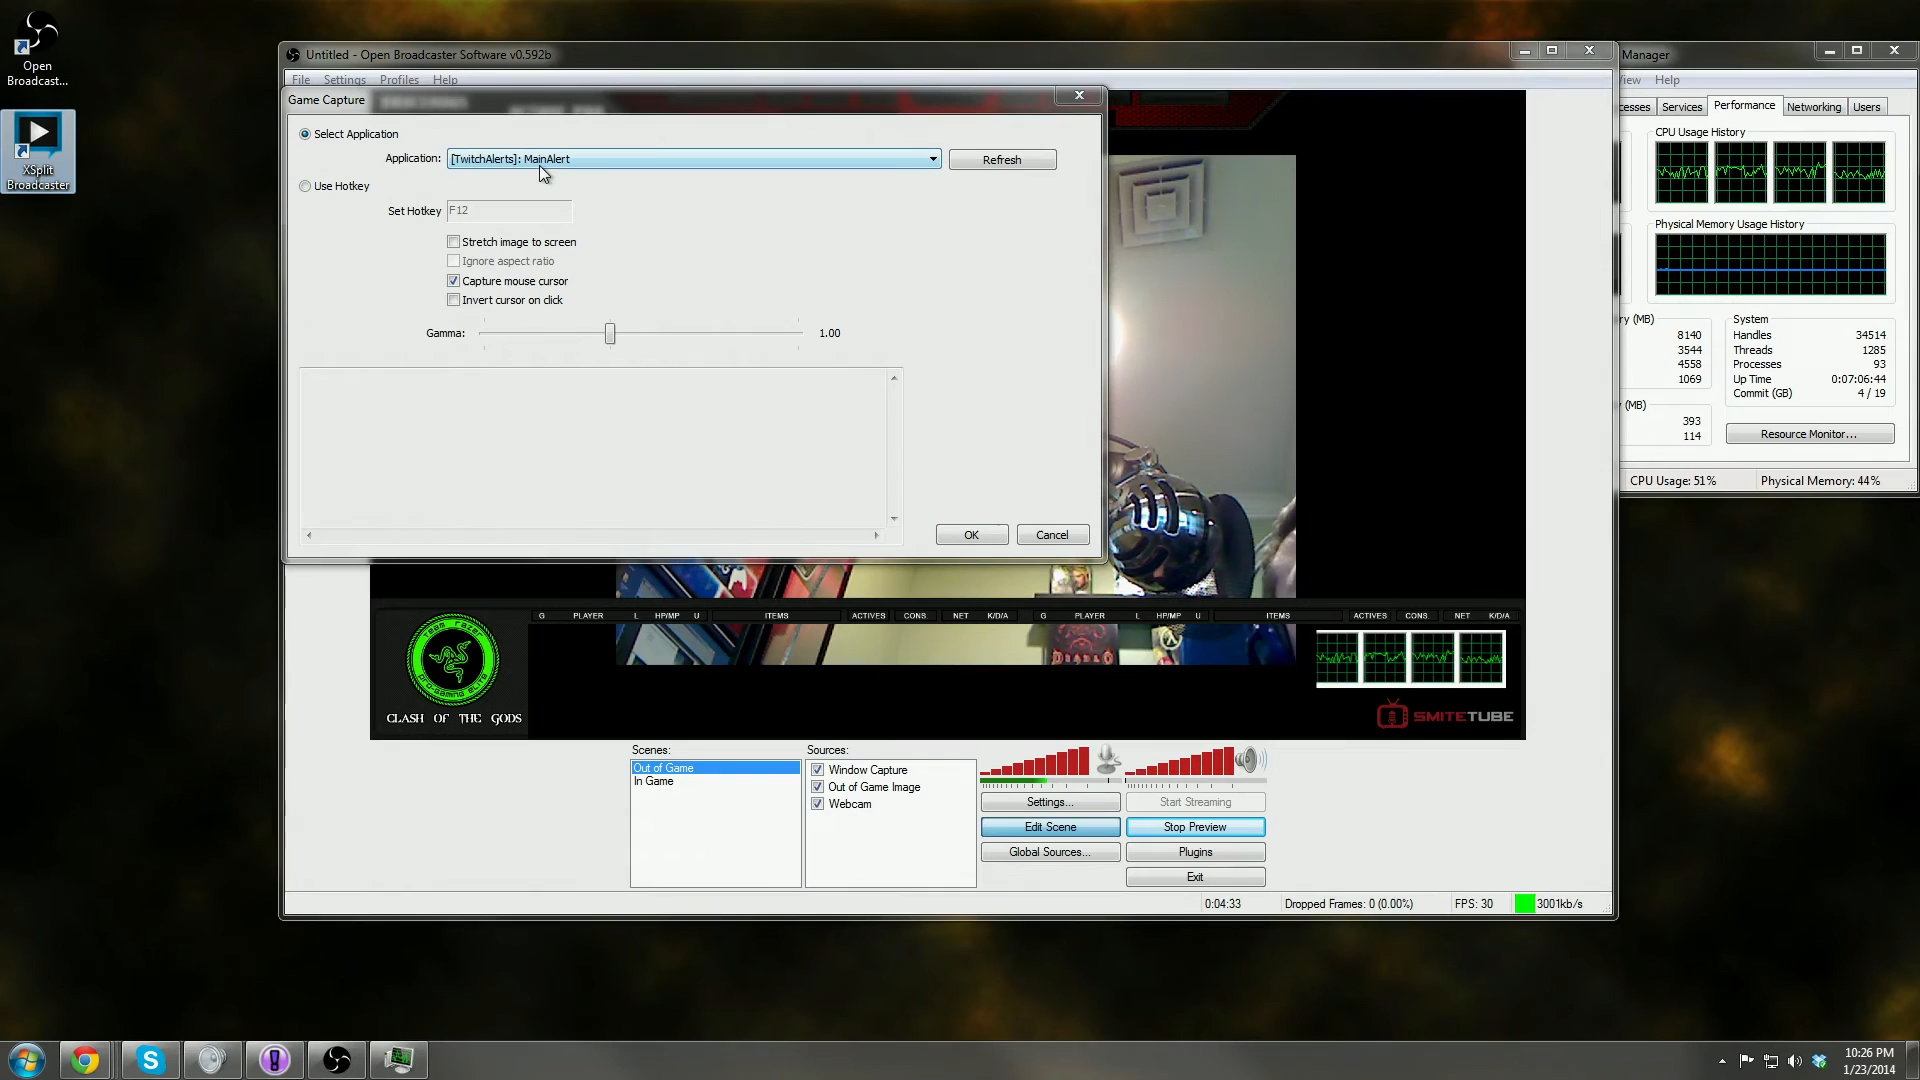 Open
Broadcast...
XSplit
Broadcaster
Untitled - Open Broadcaster Software v0.592b
File Settings Profiles Help
Game Capture
Select Application
Application: [TwitchAlerts]: MainAlert Refresh
Use Hotkey
Set Hotkey F12
Stretch image to screen
Ignore aspect ratio
Capture mouse cursor
Invert cursor on click
Gamma: 1.00
OK Cancel
Manager
View Help
esses Services Performance Networking Users
CPU Usage History
Physical Memory Usage History
ry (MB)
8140
3544
4558
1069
System
Handles 34514
Threads 1285
Processes 93
Up Time 0:07:06:44
Commit (GB) 4 / 19
(MB)
393
114
Resource Monitor...
CPU Usage: 51% Physical Memory: 44%
G PLAYER L HP/MP U ITEMS ACTIVES CONS. NET K/D/A G PLAYER L HP/MP U ITEMS ACTIVES CONS. NET K/D/A
TEAM RAZER
PRO-GAMING ELITE
CLASH OF THE GODS
DIABLO
SMITETUBE
Scenes:
Out of Game
In Game
Sources:
Window Capture
Out of Game Image
Webcam
Settings... Start Streaming
Edit Scene Stop Preview
Global Sources... Plugins
Exit
0:04:33 Dropped Frames: 0 (0.00%) FPS: 30 3001kb/s
10:26 PM
1/23/2014